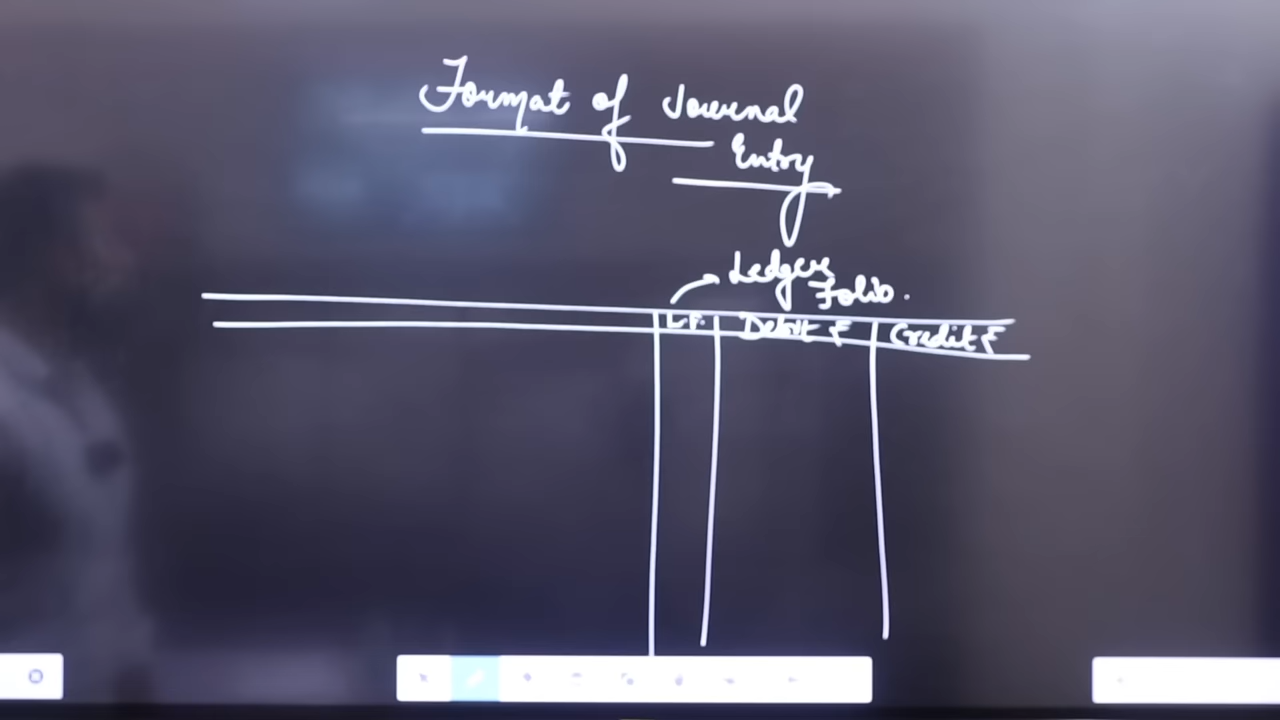 Format of Journal
Entry
Ledger
Folio.
L.F. Debit ₹ Credit ₹